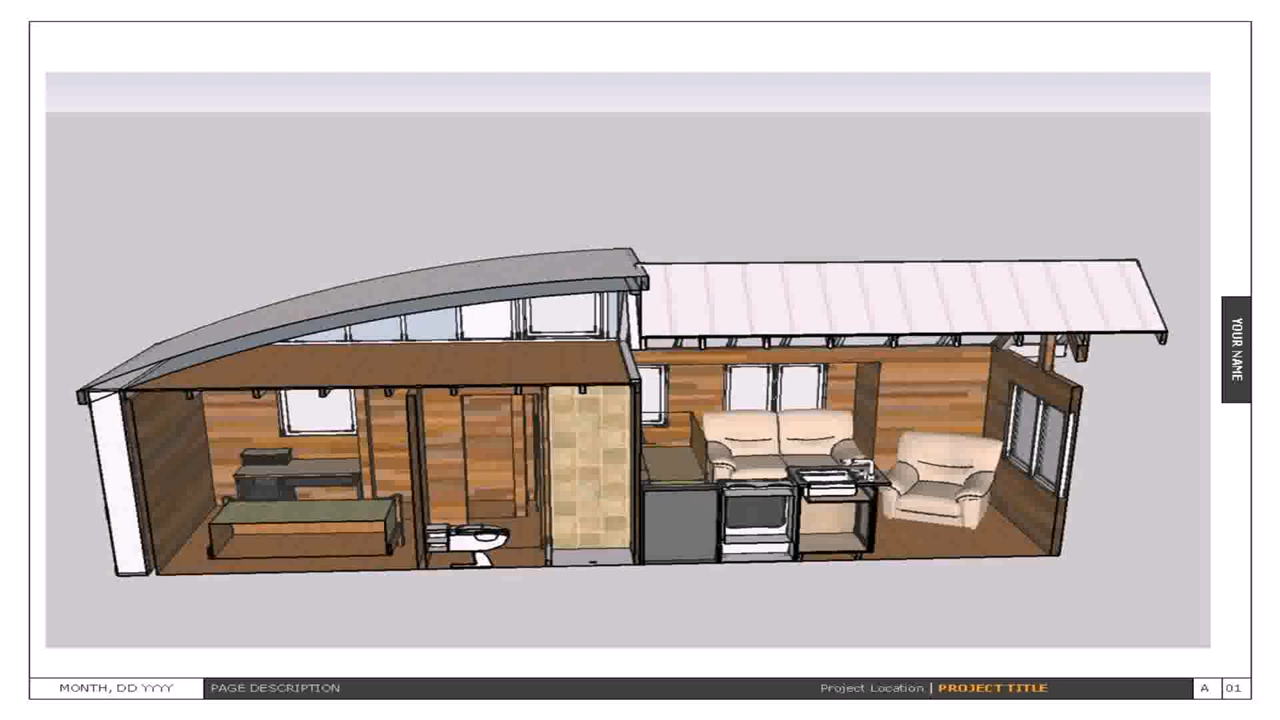 YOUR NAME
MONTH, DD YYYY
PAGE DESCRIPTION
Project Location | PROJECT TITLE
A
01